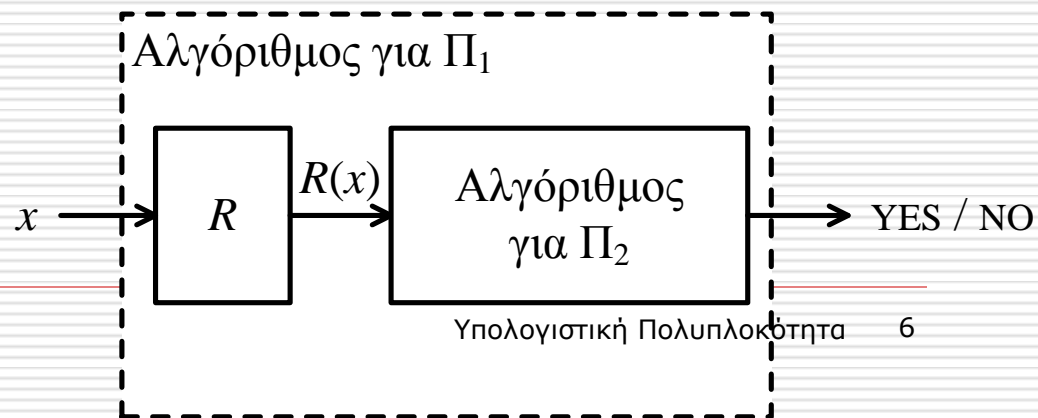 Αλγόριθμος για Π₁
x
R
R(x)
Αλγόριθμος
για Π₂
YES / NO
Υπολογιστική Πολυπλοκότητα 6